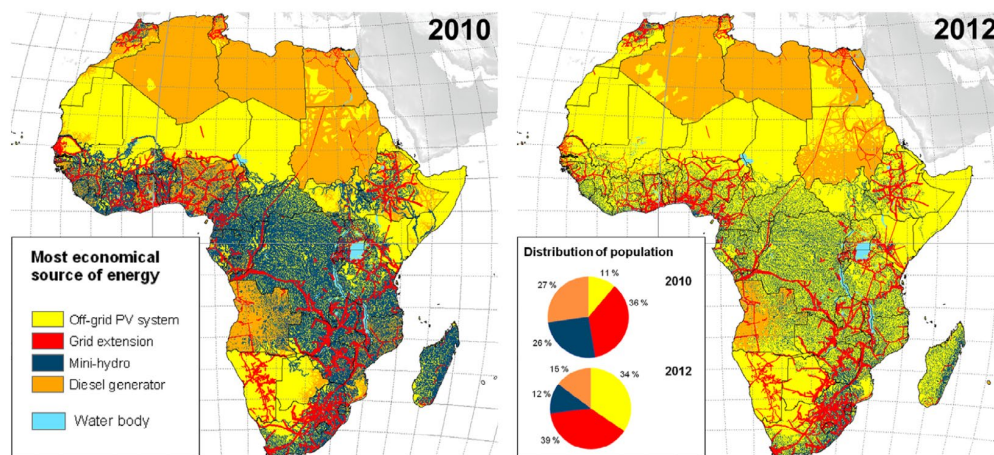 2010
Most economical
source of energy
Off-grid PV system
Grid extension
Mini-hydro
Diesel generator
Water body
2012
Distribution of population
2010
27 %
11 %
36 %
26 %
2012
15 %
34 %
12 %
39 %